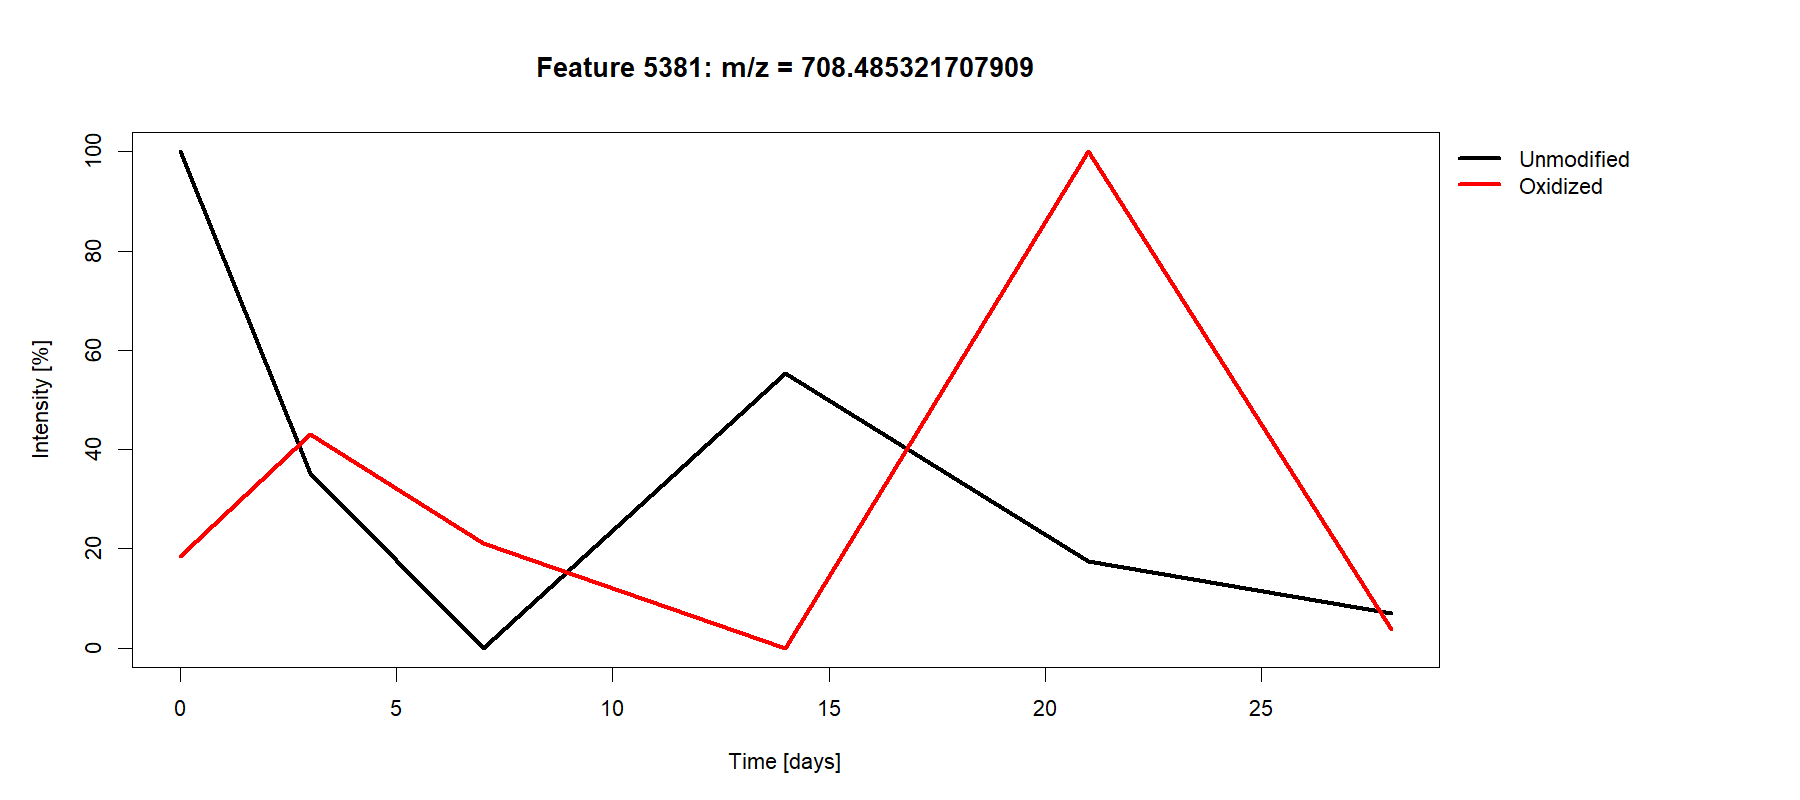 Feature 5381: m/z = 708.485321707909
Unmodified
Oxidized
Intensity [%]
100
80
60
40
20
0
0 5 10 15 20 25
Time [days]